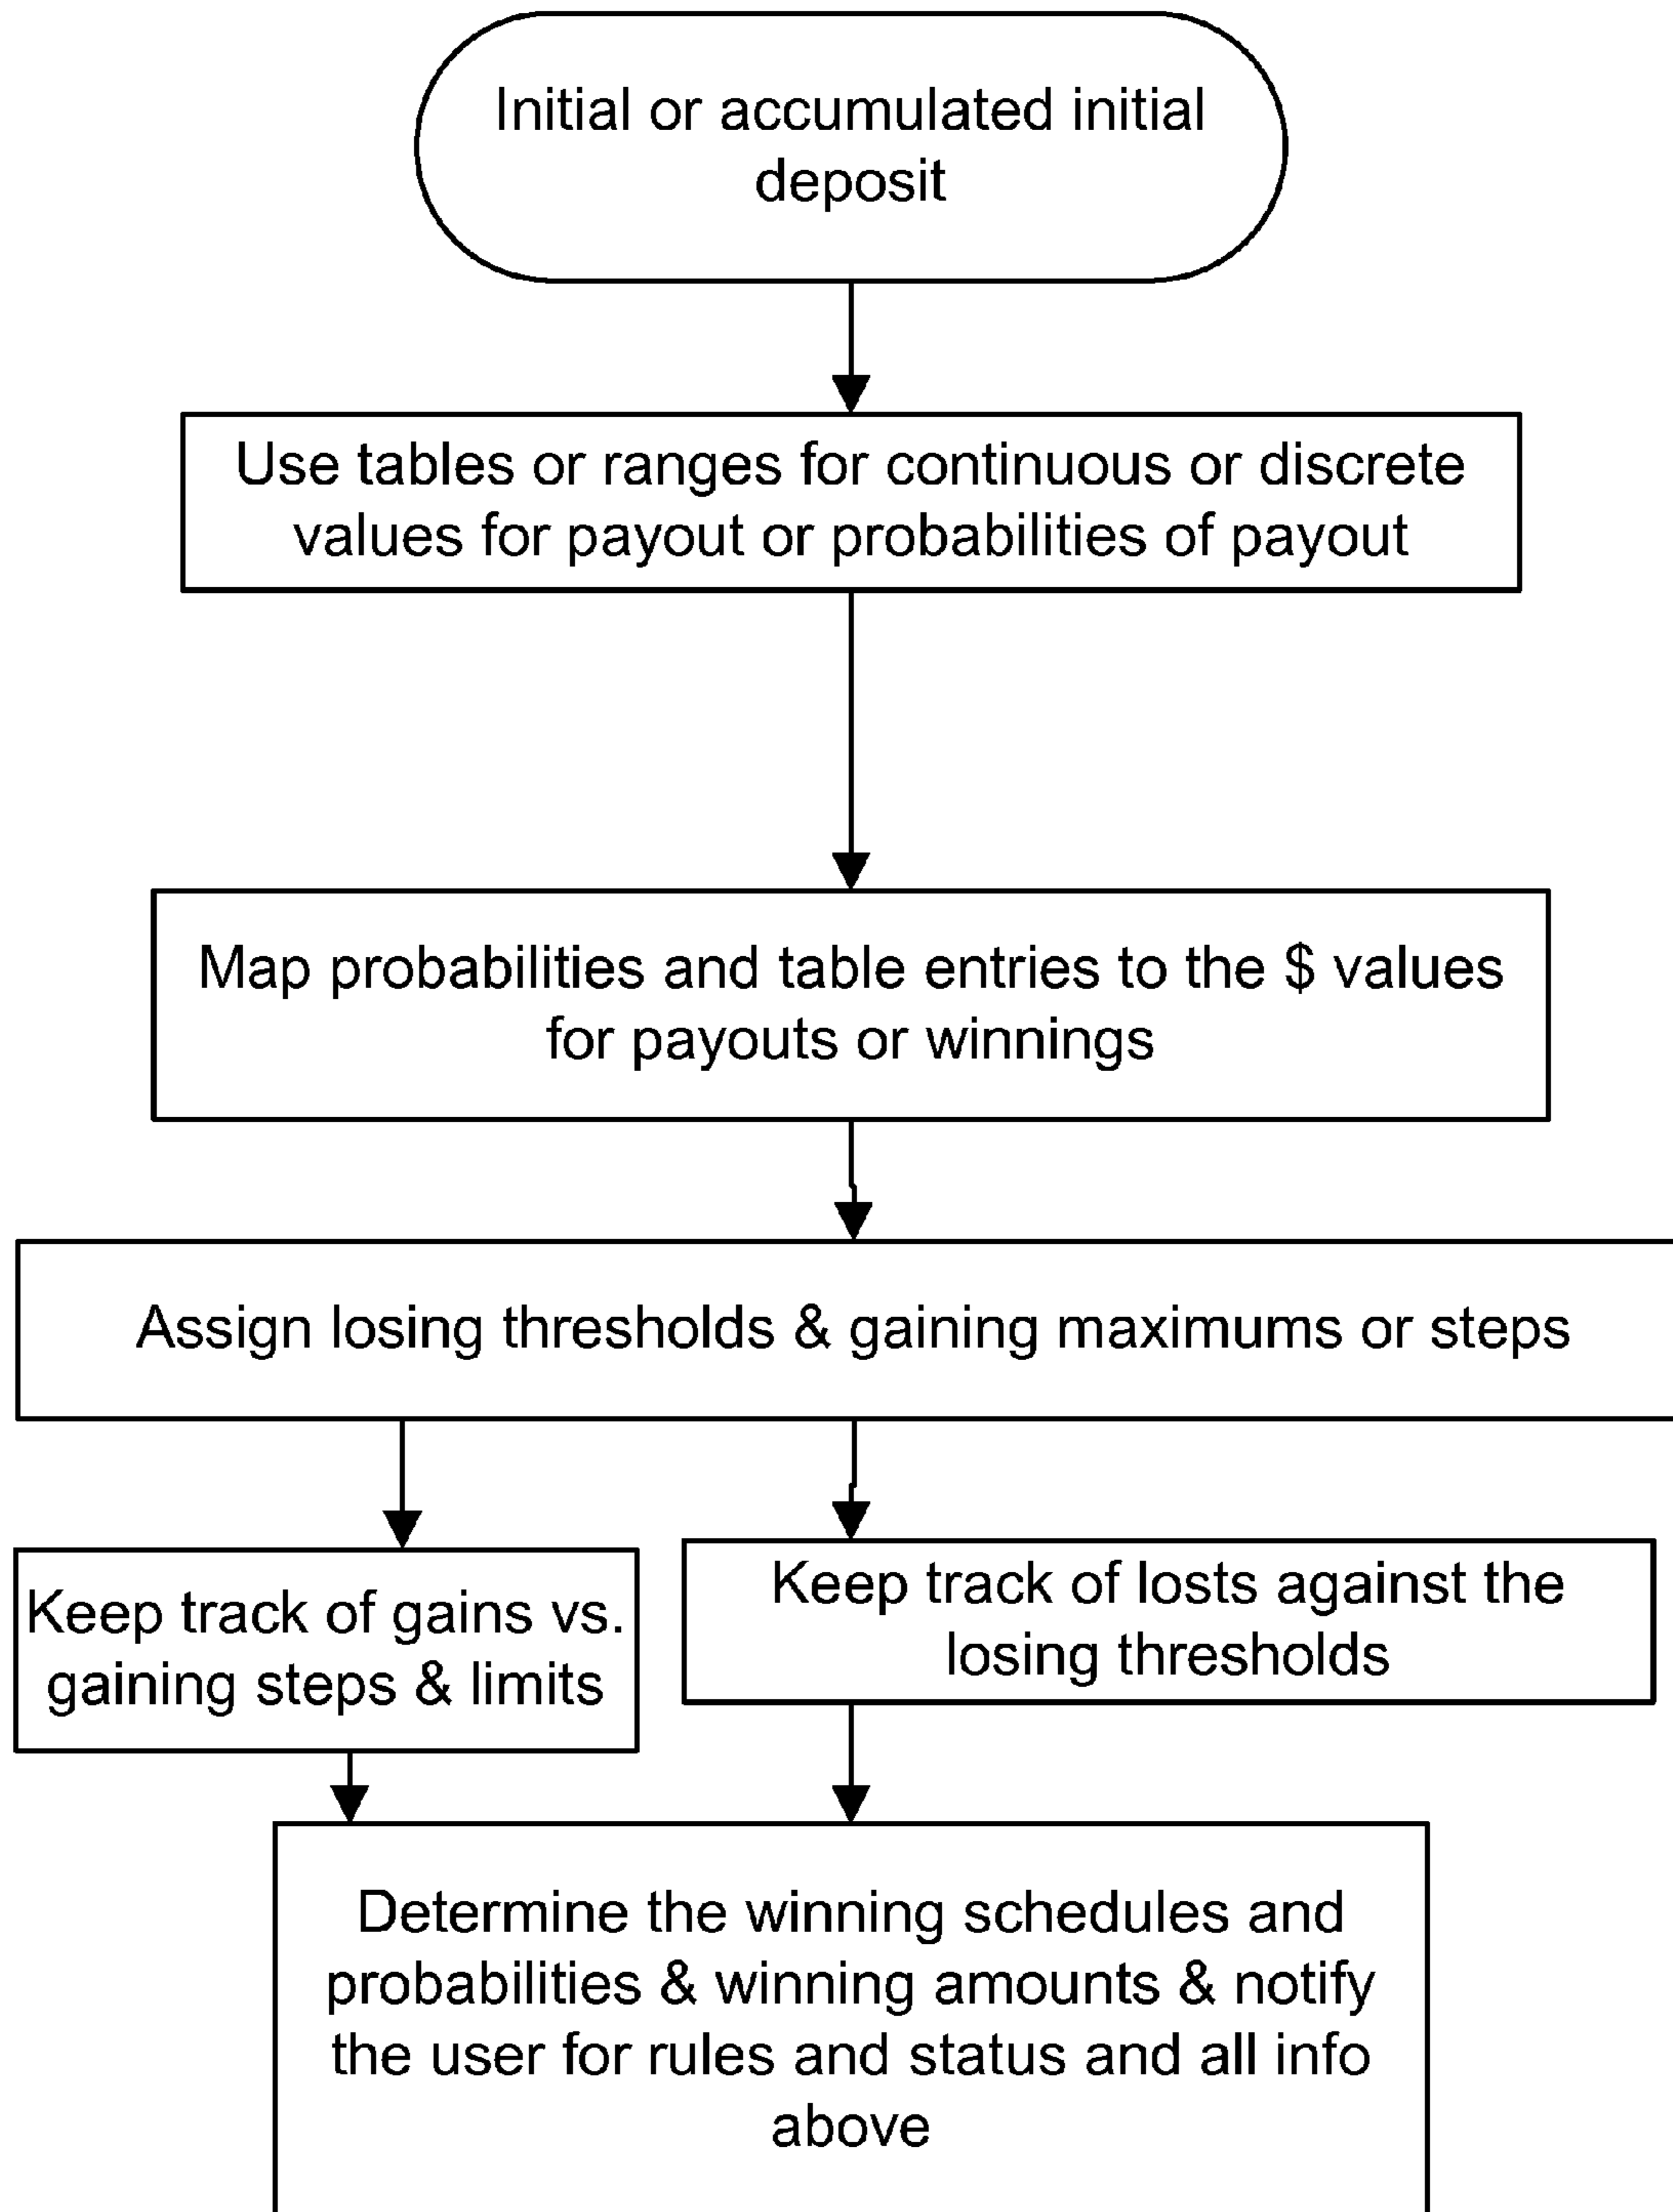 Initial or accumulated initial
deposit
Use tables or ranges for continuous or discrete
values for payout or probabilities of payout
Map probabilities and table entries to the $ values
for payouts or winnings
Assign losing thresholds & gaining maximums or steps
Keep track of gains vs.
gaining steps & limits
Keep track of losts against the
losing thresholds
Determine the winning schedules and
probabilities & winning amounts & notify
the user for rules and status and all info
above